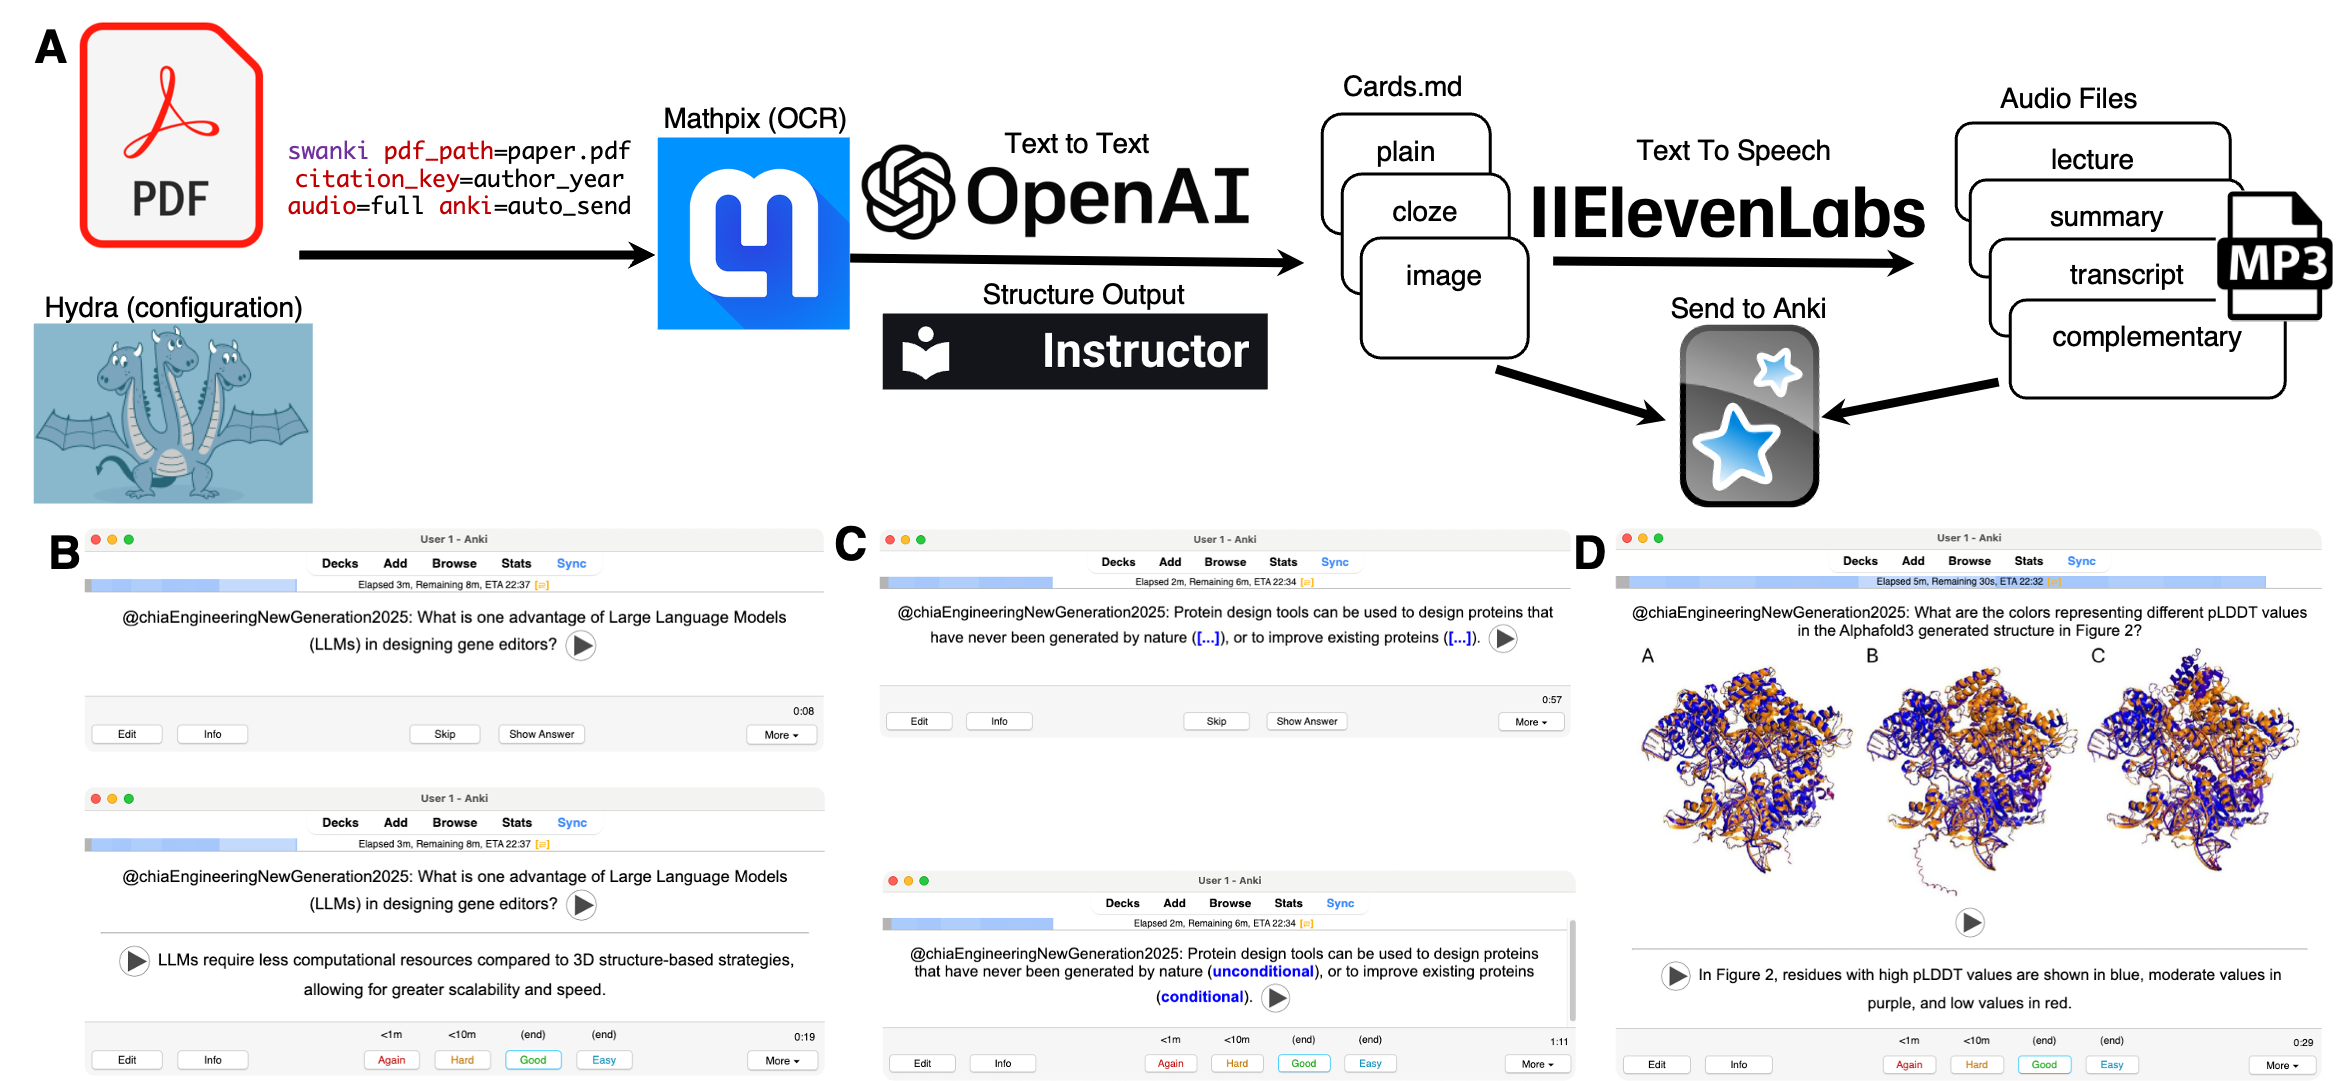 A
PDF
swanki pdf_path=paper.pdf
citation_key=author_year
audio=full anki=auto_send
Hydra (configuration)
Mathpix (OCR)
Text to Text
OpenAI
Structure Output
Instructor
Cards.md
plain
cloze
image
Text To Speech
IIElevenLabs
Send to Anki
Audio Files
lecture
summary
transcript
complementary
MP3
B
User 1 - Anki
Decks Add Browse Stats Sync
Elapsed 3m, Remaining 8m, ETA 22:37
@chiaEngineeringNewGeneration2025: What is one advantage of Large Language Models
(LLMs) in designing gene editors?
0:08
Edit Info Skip Show Answer More
User 1 - Anki
Decks Add Browse Stats Sync
Elapsed 3m, Remaining 8m, ETA 22:37
@chiaEngineeringNewGeneration2025: What is one advantage of Large Language Models
(LLMs) in designing gene editors?
LLMs require less computational resources compared to 3D structure-based strategies,
allowing for greater scalability and speed.
<1m <10m (end) (end) 0:19
Edit Info Again Hard Good Easy More
C
User 1 - Anki
Decks Add Browse Stats Sync
Elapsed 2m, Remaining 6m, ETA 22:34
@chiaEngineeringNewGeneration2025: Protein design tools can be used to design proteins that
have never been generated by nature ([...]), or to improve existing proteins ([...]).
0:57
Edit Info Skip Show Answer More
User 1 - Anki
Decks Add Browse Stats Sync
Elapsed 2m, Remaining 6m, ETA 22:34
@chiaEngineeringNewGeneration2025: Protein design tools can be used to design proteins
that have never been generated by nature (unconditional), or to improve existing proteins
(conditional).
<1m <10m (end) (end) 1:11
Edit Info Again Hard Good Easy More
D
User 1 - Anki
Decks Add Browse Stats Sync
Elapsed 5m, Remaining 30s, ETA 22:32
@chiaEngineeringNewGeneration2025: What are the colors representing different pLDDT values
in the Alphafold3 generated structure in Figure 2?
A B C
In Figure 2, residues with high pLDDT values are shown in blue, moderate values in
purple, and low values in red.
<1m <10m (end) (end) 0:29
Edit Info Again Hard Good Easy More